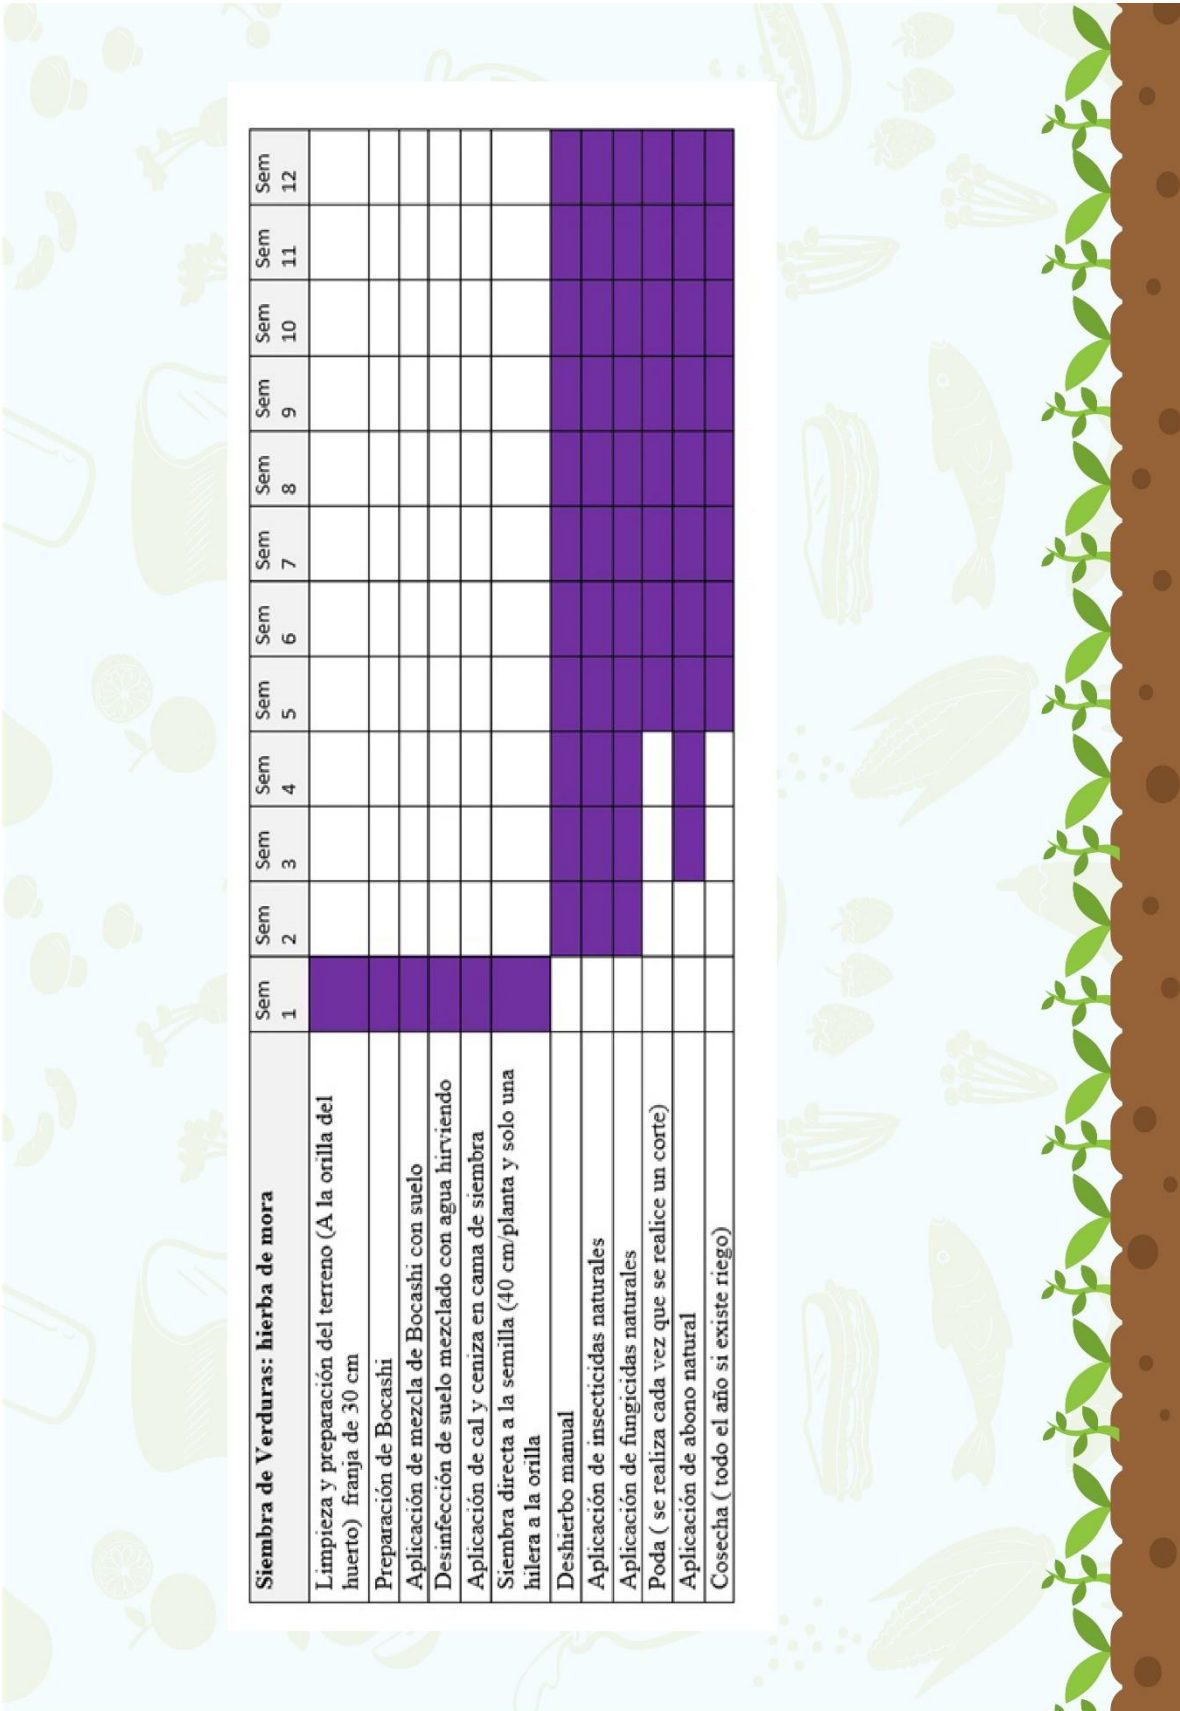 Siembra de Verduras: hierba de mora
Sem
1
Sem
2
Sem
3
Sem
4
Sem
5
Sem
6
Sem
7
Sem
8
Sem
9
Sem
10
Sem
11
Sem
12
Limpieza y preparación del terreno (A la orilla del
huerto) franja de 30 cm
Preparación de Bocashi
Aplicación de mezcla de Bocashi con suelo
Desinfección de suelo mezclado con agua hirviendo
Aplicación de cal y ceniza en cama de siembra
Siembra directa a la semilla (40 cm/planta y solo una
hilera a la orilla
Deshierbo manual
Aplicación de insecticidas naturales
Aplicación de fungicidas naturales
Poda ( se realiza cada vez que se realice un corte)
Aplicación de abono natural
Cosecha ( todo el año si existe riego)